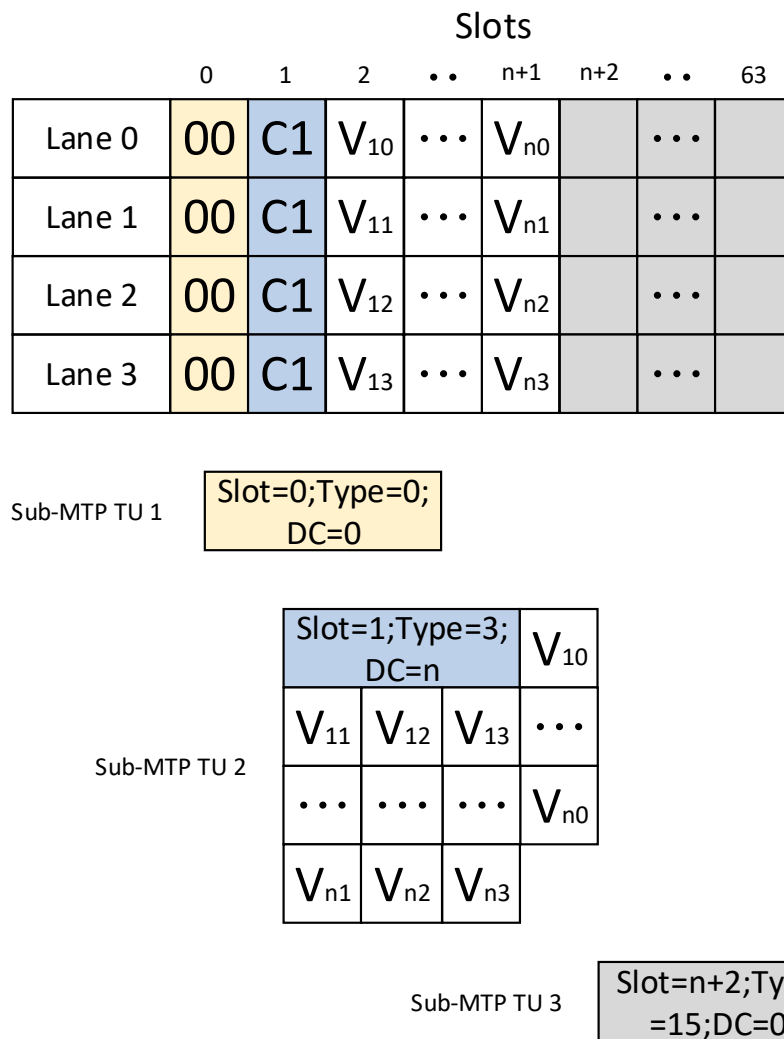 Slots
0 1 2 •• n+1 n+2 •• 63
Lane 0 00 C1 V10 ••• Vn0 •••
Lane 1 00 C1 V11 ••• Vn1 •••
Lane 2 00 C1 V12 ••• Vn2 •••
Lane 3 00 C1 V13 ••• Vn3 •••
Sub-MTP TU 1
Slot=0;Type=0;
DC=0
Sub-MTP TU 2
Slot=1;Type=3;
DC=n
V10
V11 V12 V13 •••
••• ••• ••• Vn0
Vn1 Vn2 Vn3
Sub-MTP TU 3
Slot=n+2;Ty
=15;DC=0